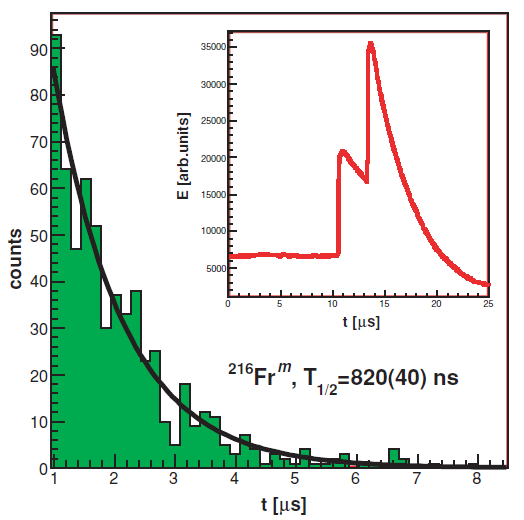 90
80
70
60
50
40
30
20
10
0
counts
1 2 3 4 5 6 7 8
t [μs]
35000
30000
25000
20000
15000
10000
5000
E [arb.units]
0 5 10 15 20 25
t [μs]
²¹⁶Frᵐ, T₁/₂=820(40) ns